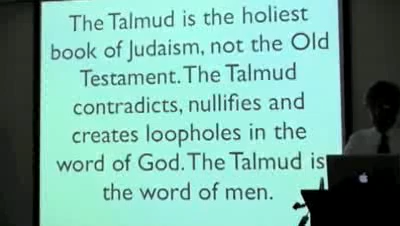 The Talmud is the holiest
book of Judaism, not the Old
Testament. The Talmud
contradicts, nullifies and
creates loopholes in the
word of God. The Talmud is
the word of men.